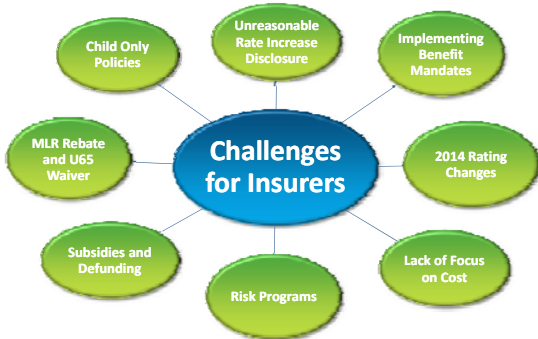 Unreasonable
Rate Increase
Disclosure
Child Only
Policies
Implementing
Benefit
Mandates
MLR Rebate
and U65
Waiver
Challenges
for Insurers
2014 Rating
Changes
Subsidies and
Defunding
Risk Programs
Lack of Focus
on Cost